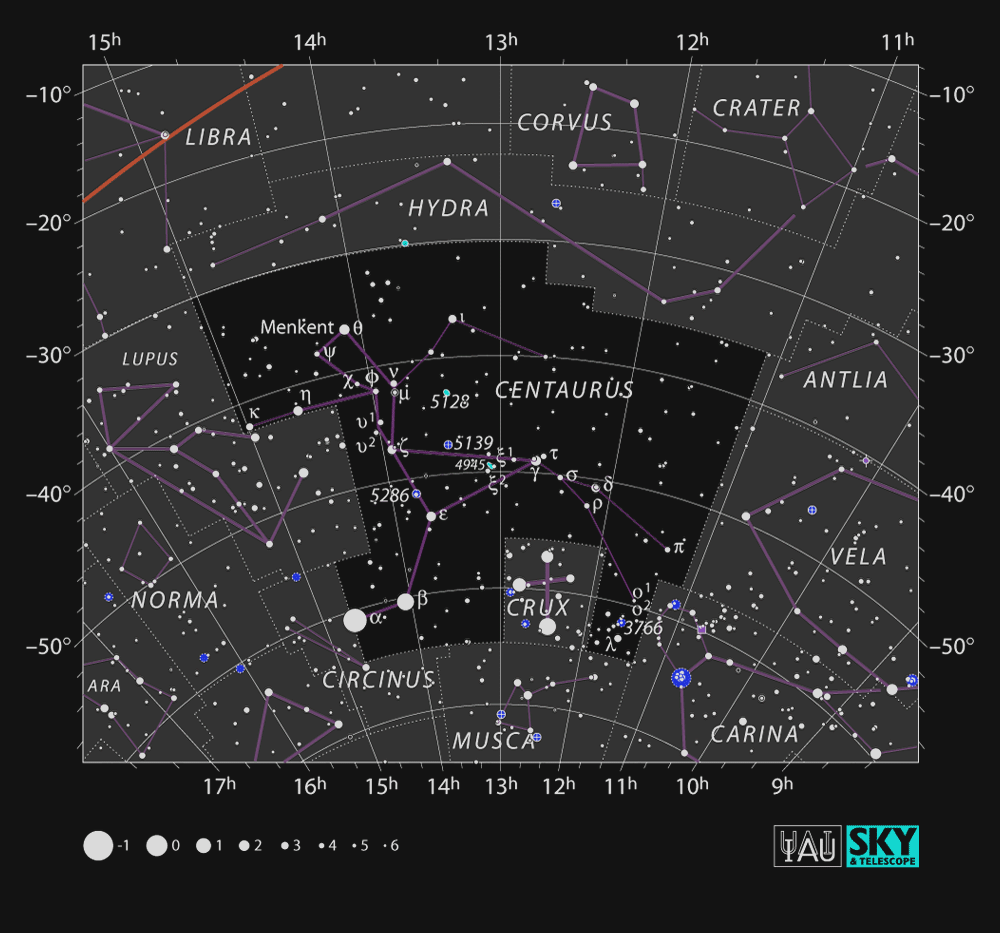 15ʰ 14ʰ 13ʰ 12ʰ 11ʰ
–10° –10°
CRATER
CORVUS
LIBRA
HYDRA
–20° –20°
Menkent θ ι
ψ
–30° –30°
LUPUS
χ ϕ ν
ANTLIA
CENTAURUS
μ
5128
κ η
υ¹
υ² ζ 5139
ξ¹ τ
4945 γ
ξ² σ δ
–40° –40°
5286
ρ
ε
π
VELA
NORMA
ο¹
β
CRUX ο²
α
3766
λ
–50° –50°
ARA
CIRCINUS
CARINA
MUSCA
17ʰ 16ʰ 15ʰ 14ʰ 13ʰ 12ʰ 11ʰ 10ʰ 9ʰ
-1 0 1 2 3 4 5 6
IAU
SKY
& TELESCOPE